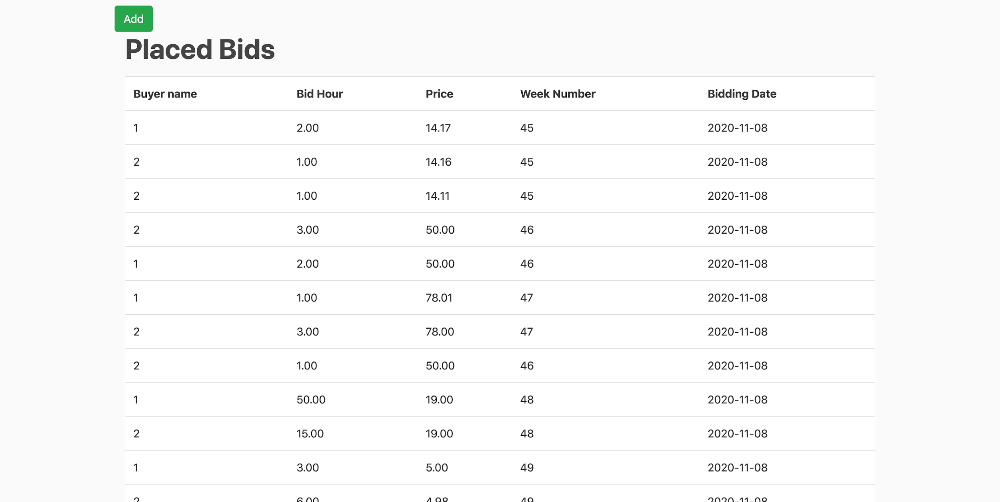 Add
Placed Bids
Buyer name Bid Hour Price Week Number Bidding Date
1 2.00 14.17 45 2020-11-08
2 1.00 14.16 45 2020-11-08
2 1.00 14.11 45 2020-11-08
2 3.00 50.00 46 2020-11-08
1 2.00 50.00 46 2020-11-08
1 1.00 78.01 47 2020-11-08
2 3.00 78.00 47 2020-11-08
2 1.00 50.00 46 2020-11-08
1 50.00 19.00 48 2020-11-08
2 15.00 19.00 48 2020-11-08
1 3.00 5.00 49 2020-11-08
2 6.00 4.98 49 2020-11-08